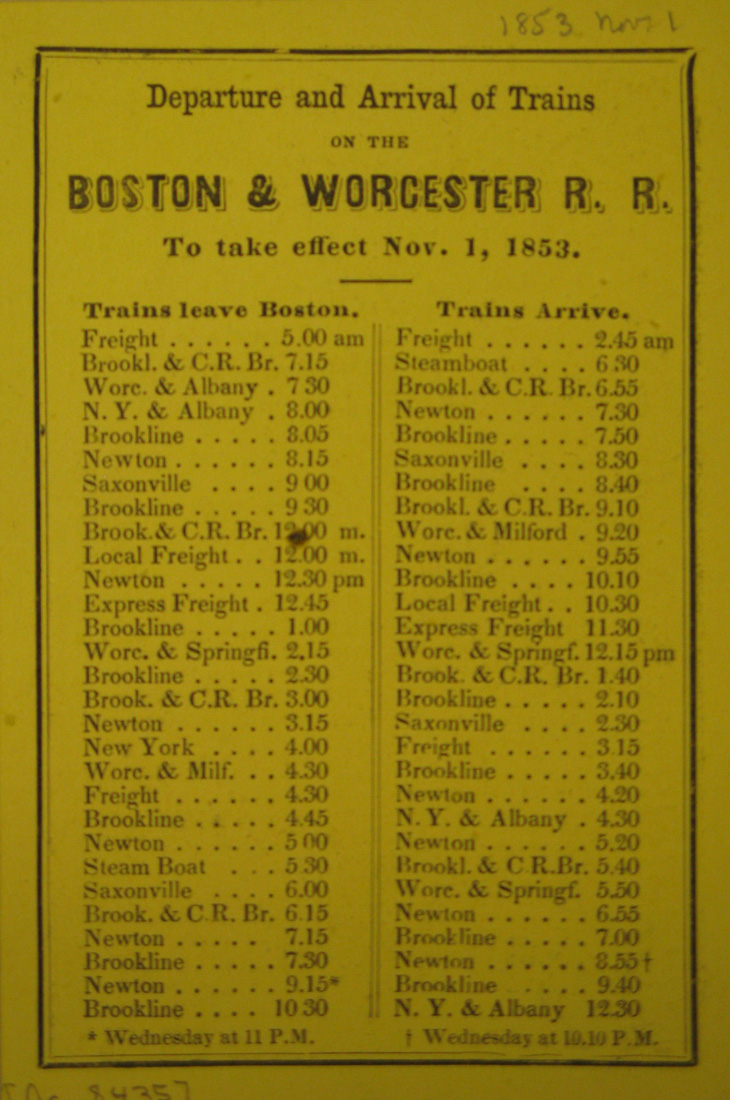 1853 Nov 1
Departure and Arrival of Trains
ON THE
BOSTON & WORCESTER R. R.
To take effect Nov. 1, 1853.
Trains leave Boston.
Freight . . . . . . 5.00 am
Brookl. & C.R. Br. 7.15
Worc. & Albany . 7 30
N. Y. & Albany . 8.00
Brookline . . . . . 8.05
Newton . . . . . . 8.15
Saxonville . . . . 9 00
Brookline . . . . . 9 30
Brook. & C.R. Br. 12.00 m.
Local Freight . . 12.00 m.
Newton . . . . . 12.30 pm
Express Freight . 12.45
Brookline . . . . . 1.00
Worc. & Springfi. 2.15
Brookline . . . . . 2.30
Brook. & C.R. Br. 3.00
Newton . . . . . . 3.15
New York . . . . 4.00
Worc. & Milf. . . 4.30
Freight . . . . . . 4.30
Brookline . . . . . 4.45
Newton . . . . . . 5 00
Steam Boat . . . 5 30
Saxonville . . . . 6.00
Brook. & C.R. Br. 6 15
Newton . . . . . 7.15
Brookline . . . . . 7.30
Newton . . . . . . 9.15*
Brookline . . . . 10 30
* Wednesday at 11 P.M.
Trains Arrive.
Freight . . . . . . 2.45 am
Steamboat . . . . 6 30
Brookl. & C.R. Br. 6.55
Newton . . . . . . 7.30
Brookline . . . . . 7.50
Saxonville . . . . 8.30
Brookline . . . . 8.40
Brookl. & C.R. Br. 9.10
Worc. & Milford . 9.20
Newton . . . . . . 9.55
Brookline . . . . 10.10
Local Freight . . 10.30
Express Freight 11.30
Worc. & Springf. 12.15 pm
Brook. & C.R. Br. 1.40
Brookline . . . . . 2.10
Saxonville . . . . 2.30
Freight . . . . . . 3.15
Brookline . . . . . 3.40
Newton . . . . . . 4.20
N. Y. & Albany . 4.30
Newton . . . . . . 5.20
Brookl. & C R.Br. 5.40
Worc. & Springf. 5.50
Newton . . . . . . 6.55
Brookline . . . . . 7.00
Newton . . . . . . 8.55†
Brookline . . . . 9.40
N. Y. & Albany 12.30
† Wednesday at 10.10 P.M.
84357